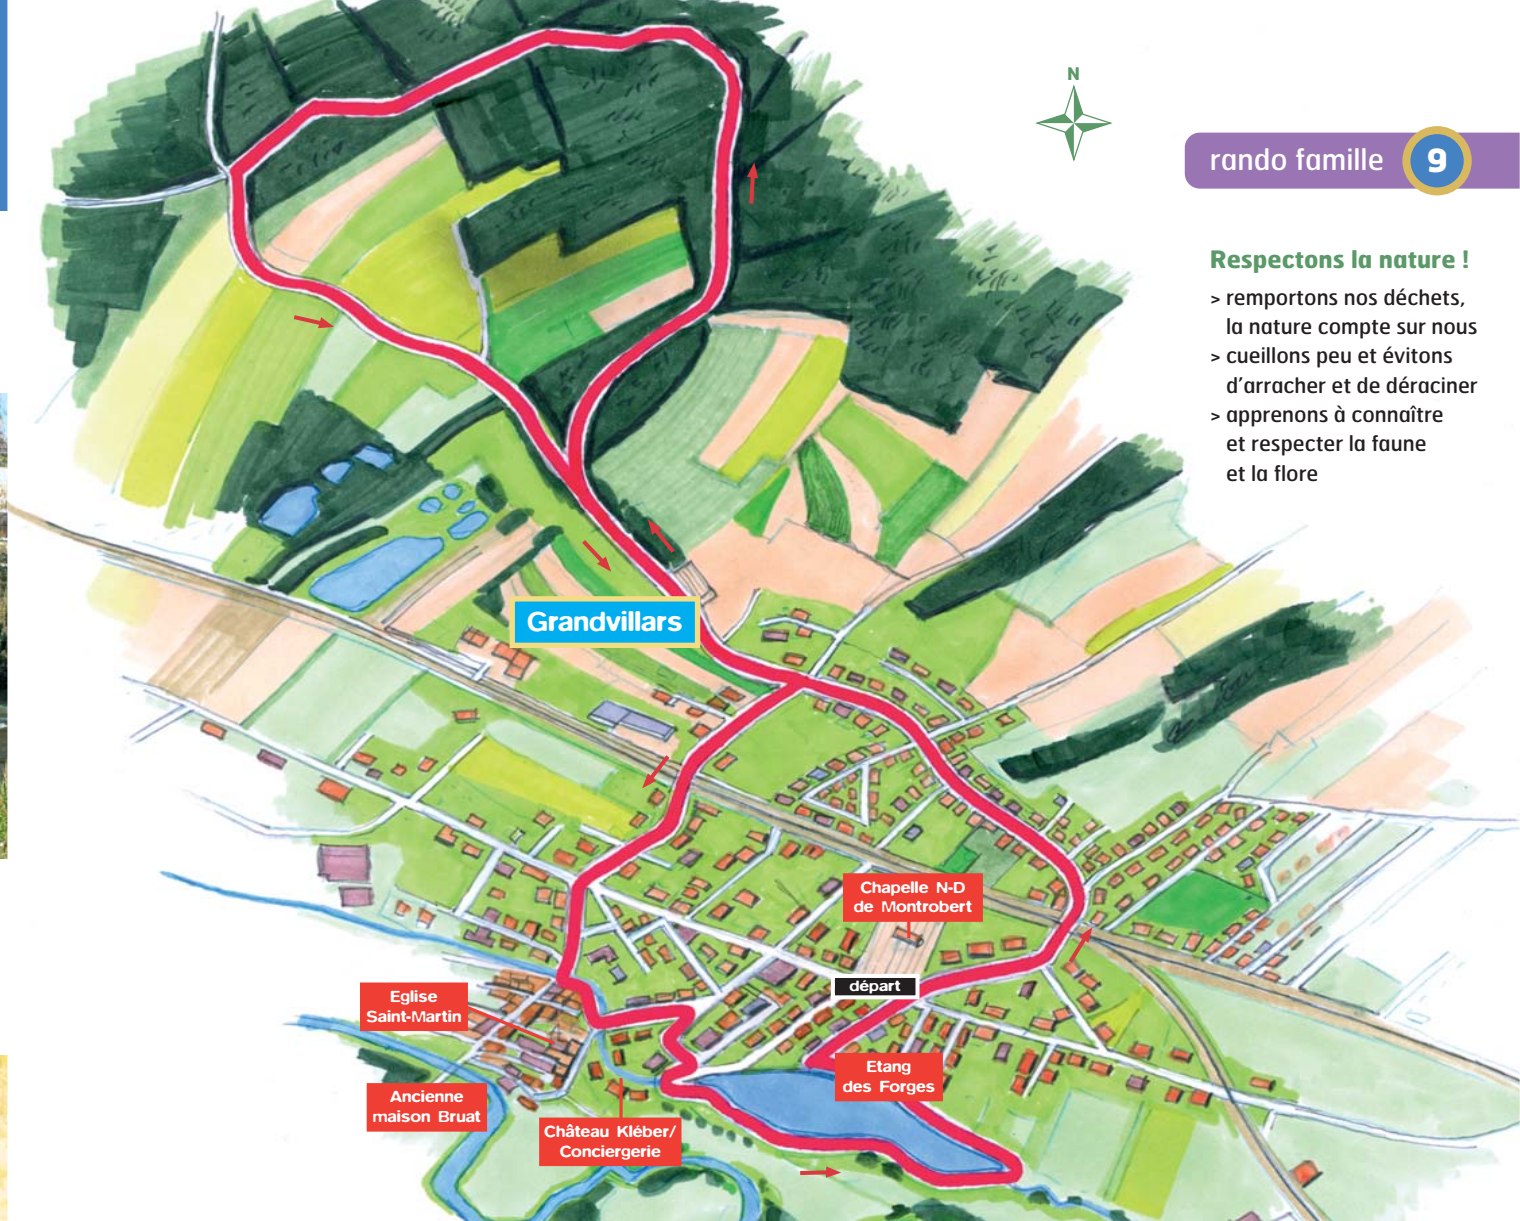 N
rando famille 9
Respectons la nature !
> remportons nos déchets,
la nature compte sur nous
> cueillons peu et évitons
d'arracher et de déraciner
> apprenons à connaître
et respecter la faune
et la flore
Grandvillars
Chapelle N-D
de Montrobert
départ
Eglise
Saint-Martin
Etang
des Forges
Ancienne
maison Bruat
Château Kléber/
Conciergerie